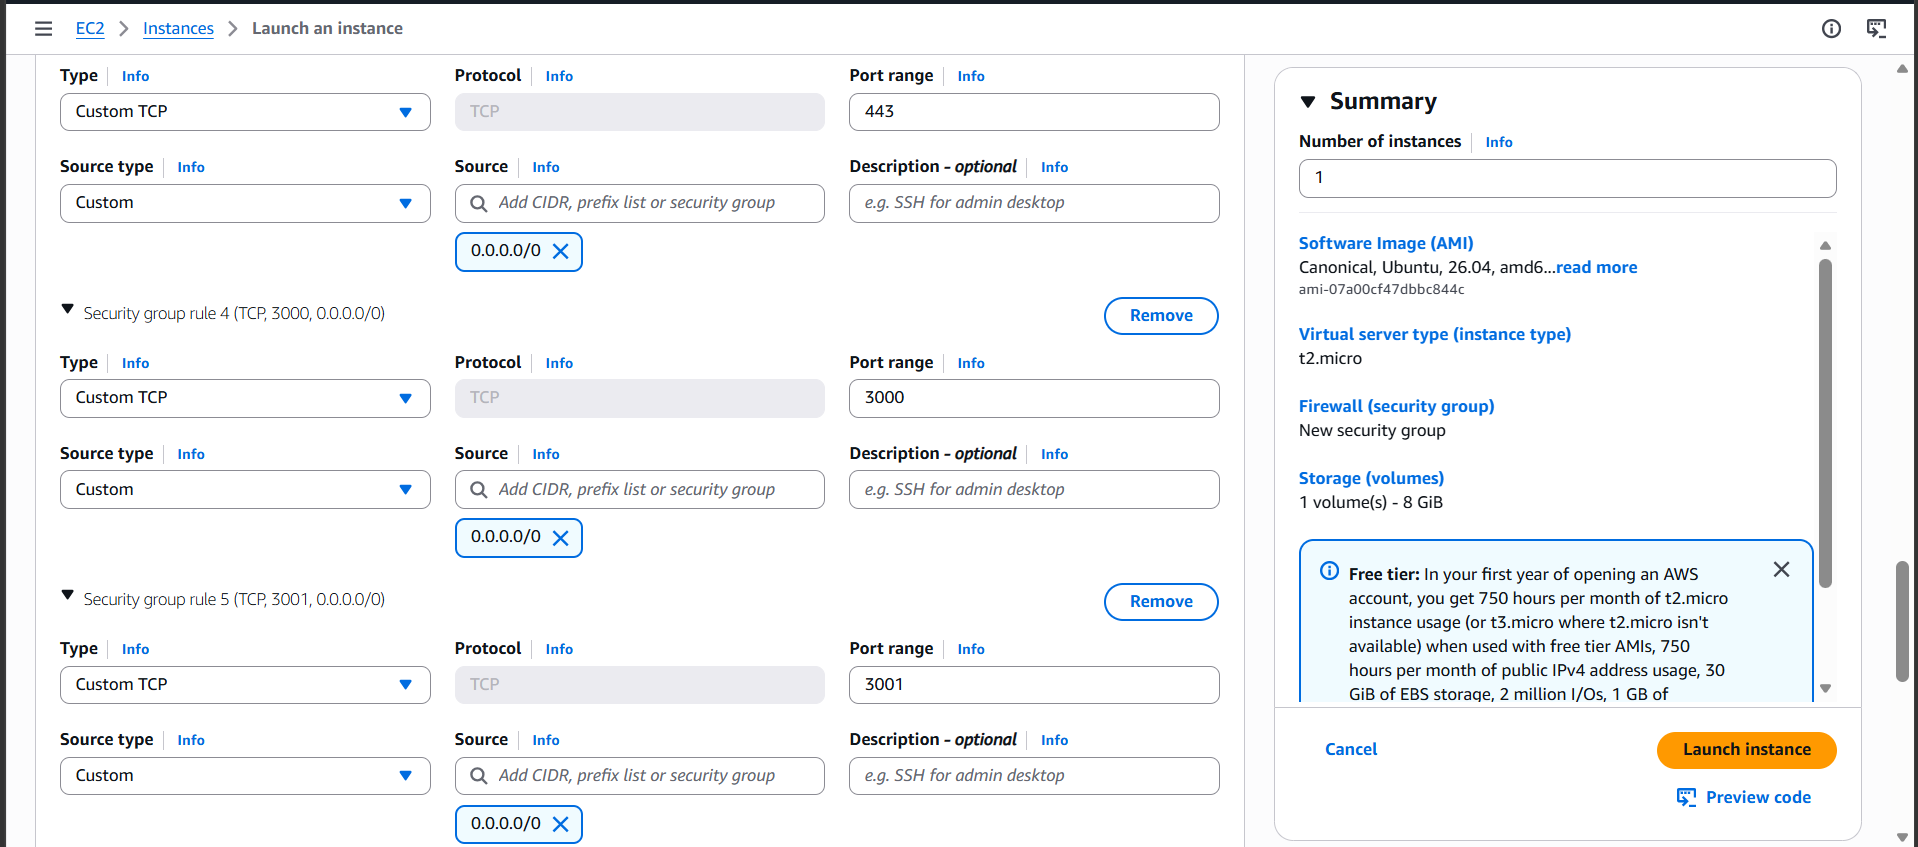 EC2 > Instances > Launch an instance
Type Info Protocol Info Port range Info
Custom TCP TCP 443
Source type Info Source Info Description - optional Info
Custom Add CIDR, prefix list or security group e.g. SSH for admin desktop
0.0.0.0/0
Security group rule 4 (TCP, 3000, 0.0.0.0/0) Remove
Type Info Protocol Info Port range Info
Custom TCP TCP 3000
Source type Info Source Info Description - optional Info
Custom Add CIDR, prefix list or security group e.g. SSH for admin desktop
0.0.0.0/0
Security group rule 5 (TCP, 3001, 0.0.0.0/0) Remove
Type Info Protocol Info Port range Info
Custom TCP TCP 3001
Source type Info Source Info Description - optional Info
Custom Add CIDR, prefix list or security group e.g. SSH for admin desktop
0.0.0.0/0
Summary
Number of instances Info
1
Software Image (AMI)
Canonical, Ubuntu, 26.04, amd6...read more
ami-07a00cf47dbbc844c
Virtual server type (instance type)
t2.micro
Firewall (security group)
New security group
Storage (volumes)
1 volume(s) - 8 GiB
Free tier: In your first year of opening an AWS
account, you get 750 hours per month of t2.micro
instance usage (or t3.micro where t2.micro isn't
available) when used with free tier AMIs, 750
hours per month of public IPv4 address usage, 30
GiB of EBS storage, 2 million I/Os, 1 GB of
Cancel Launch instance
Preview code